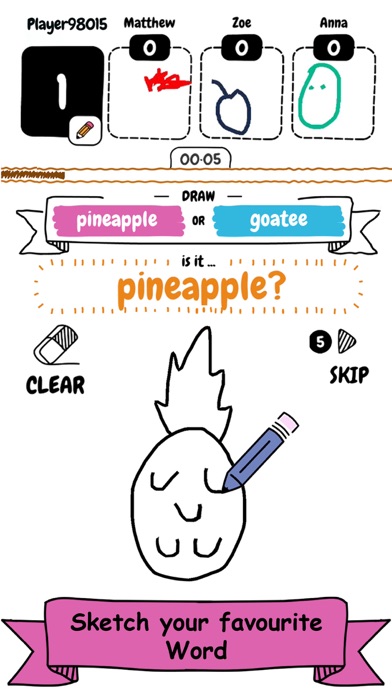 Player98015 Matthew Zoe Anna
1 0 0 0
00:05
DRAW
pineapple OR goatee
is it ...
pineapple?
CLEAR
5
SKIP
Sketch your favourite
Word